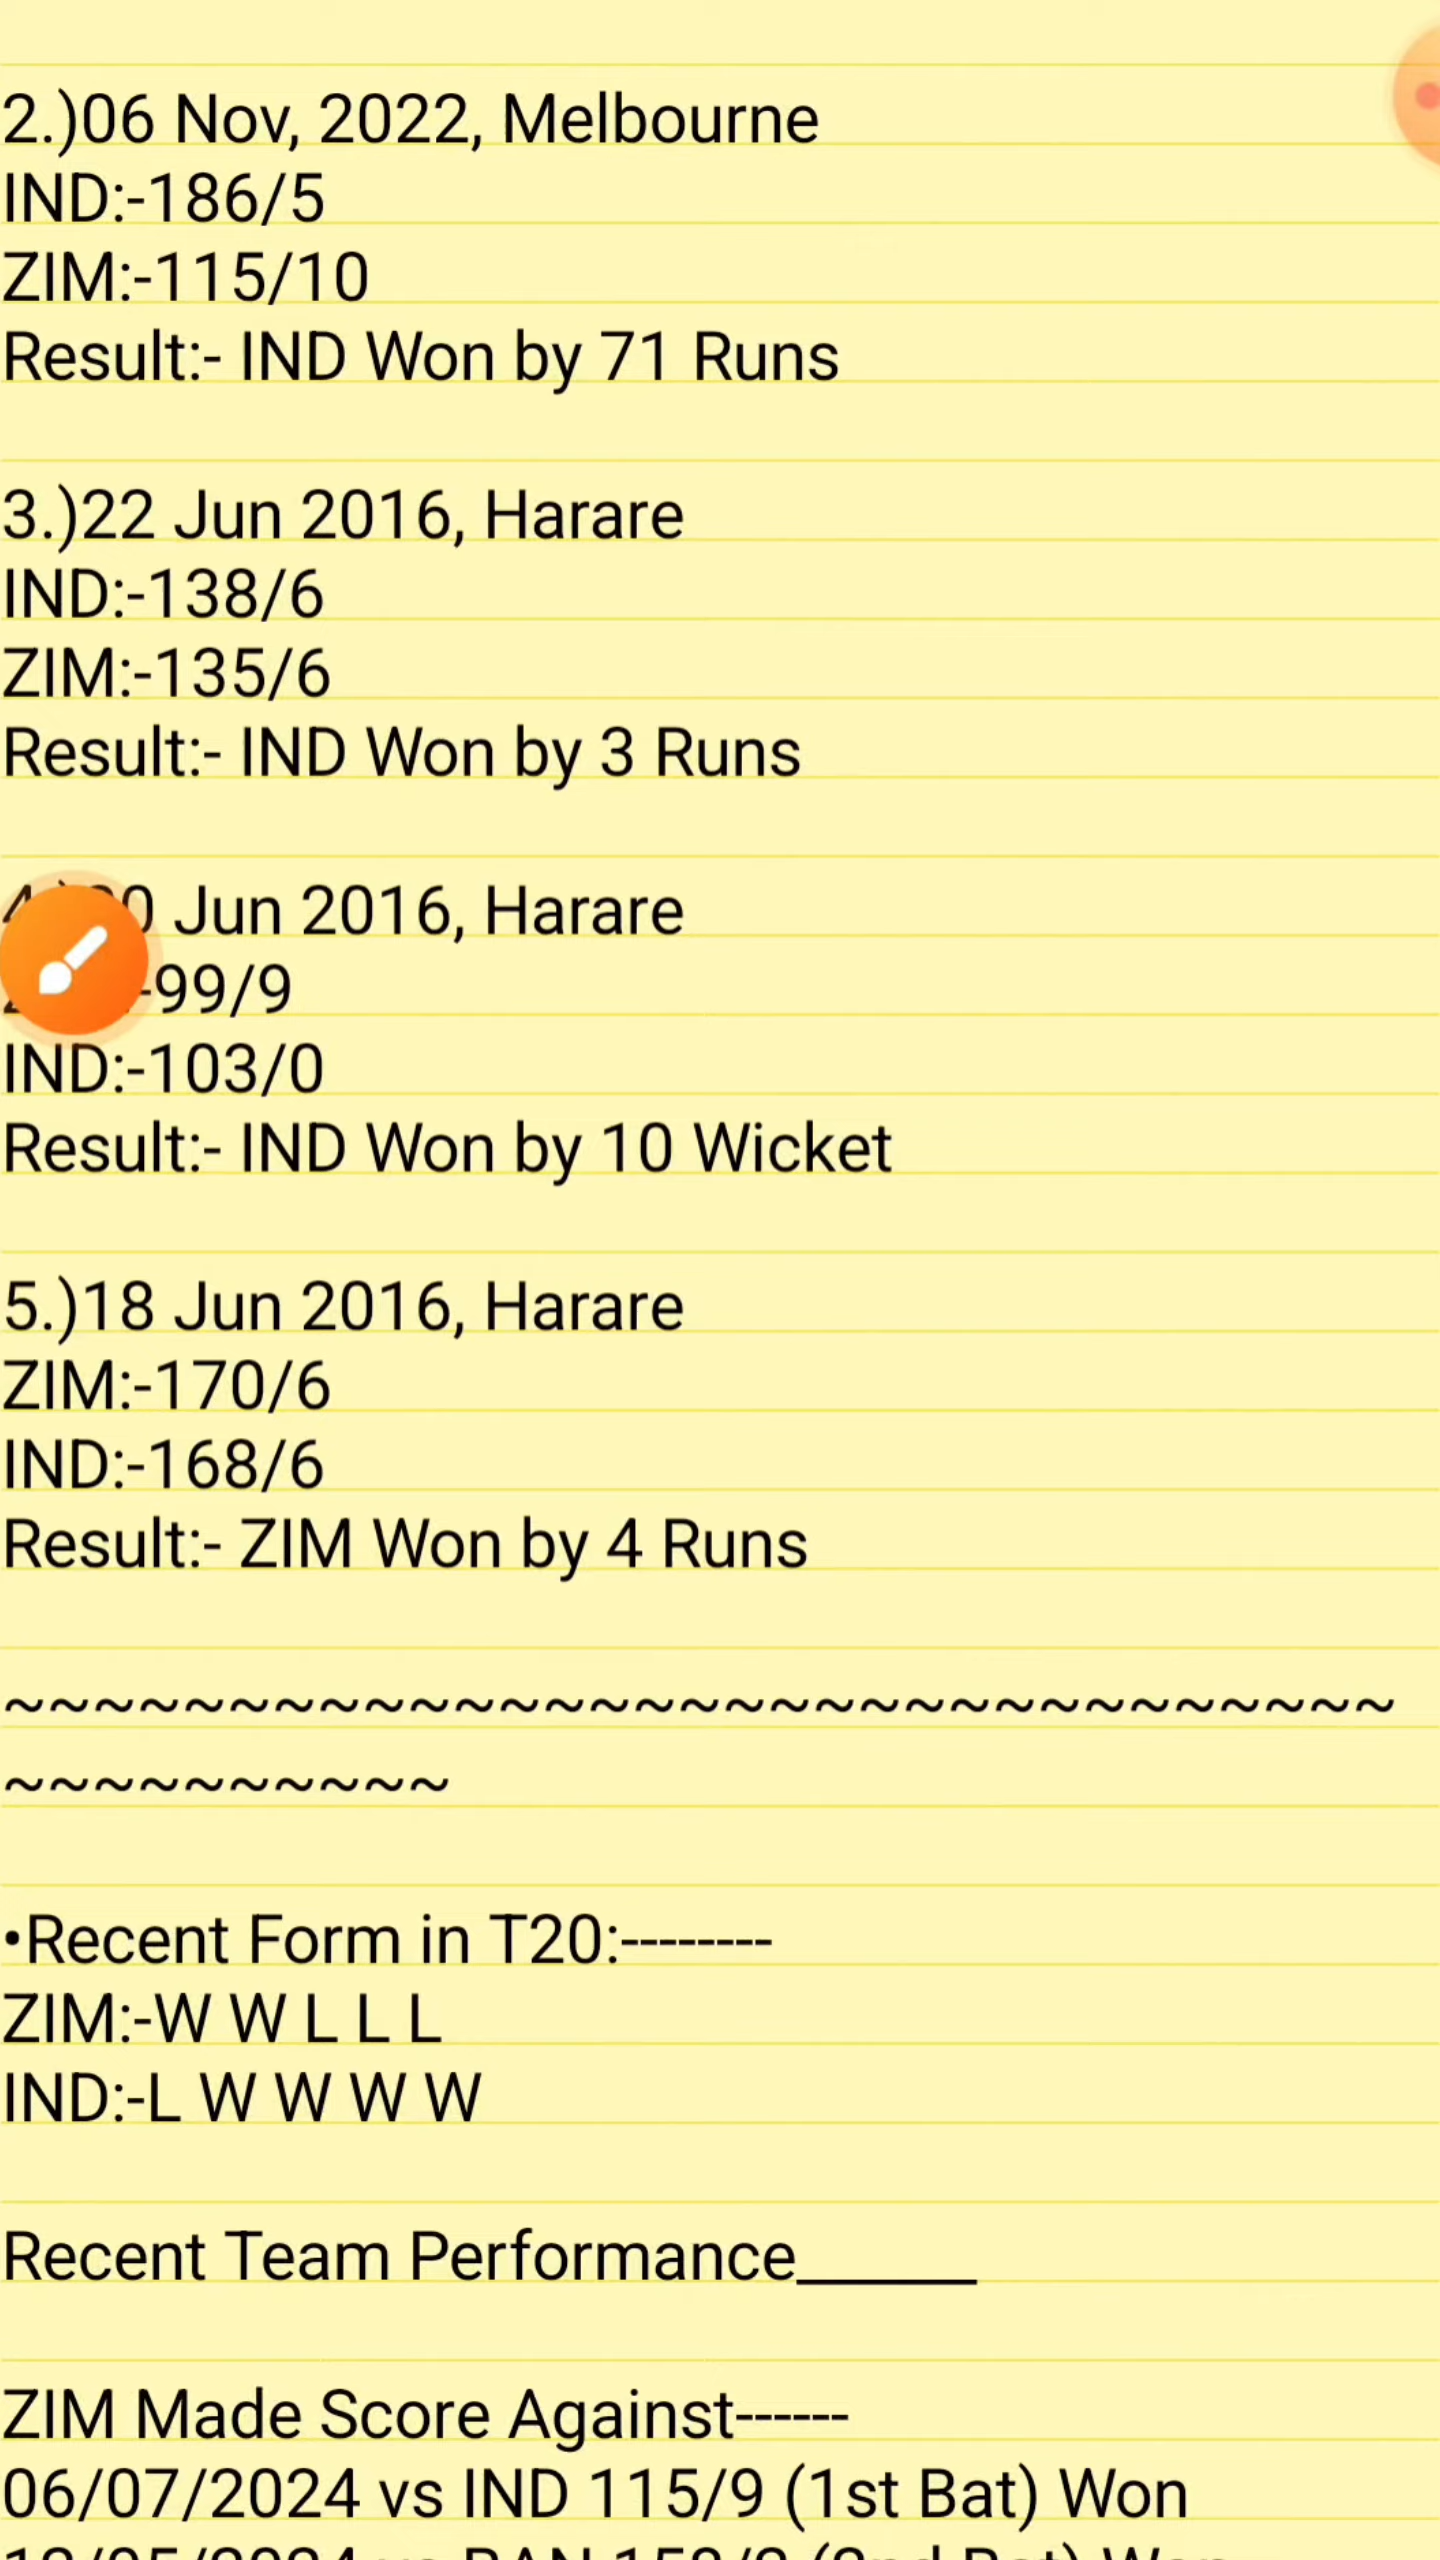 2.)06 Nov, 2022, Melbourne
IND:-186/5
ZIM:-115/10
Result:- IND Won by 71 Runs
3.)22 Jun 2016, Harare
IND:-138/6
ZIM:-135/6
Result:- IND Won by 3 Runs
Jun 2016, Harare
-99/9
IND:-103/0
Result:- IND Won by 10 Wicket
5.)18 Jun 2016, Harare
ZIM:-170/6
IND:-168/6
Result:- ZIM Won by 4 Runs
~~~~~~~~~~~~~~~~~~~~~~~~~~~~~~~
~~~~~~~~~~
•Recent Form in T20:--------
ZIM:-W W L L L
IND:-L W W W W
Recent Team Performance______
ZIM Made Score Against------
06/07/2024 vs IND 115/9 (1st Bat) Won